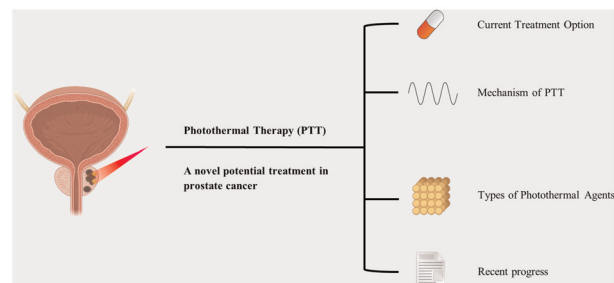 Current Treatment Option
Mechanism of PTT
Photothermal Therapy (PTT)
A novel potential treatment in
prostate cancer
Types of Photothermal Agents
Recent progress